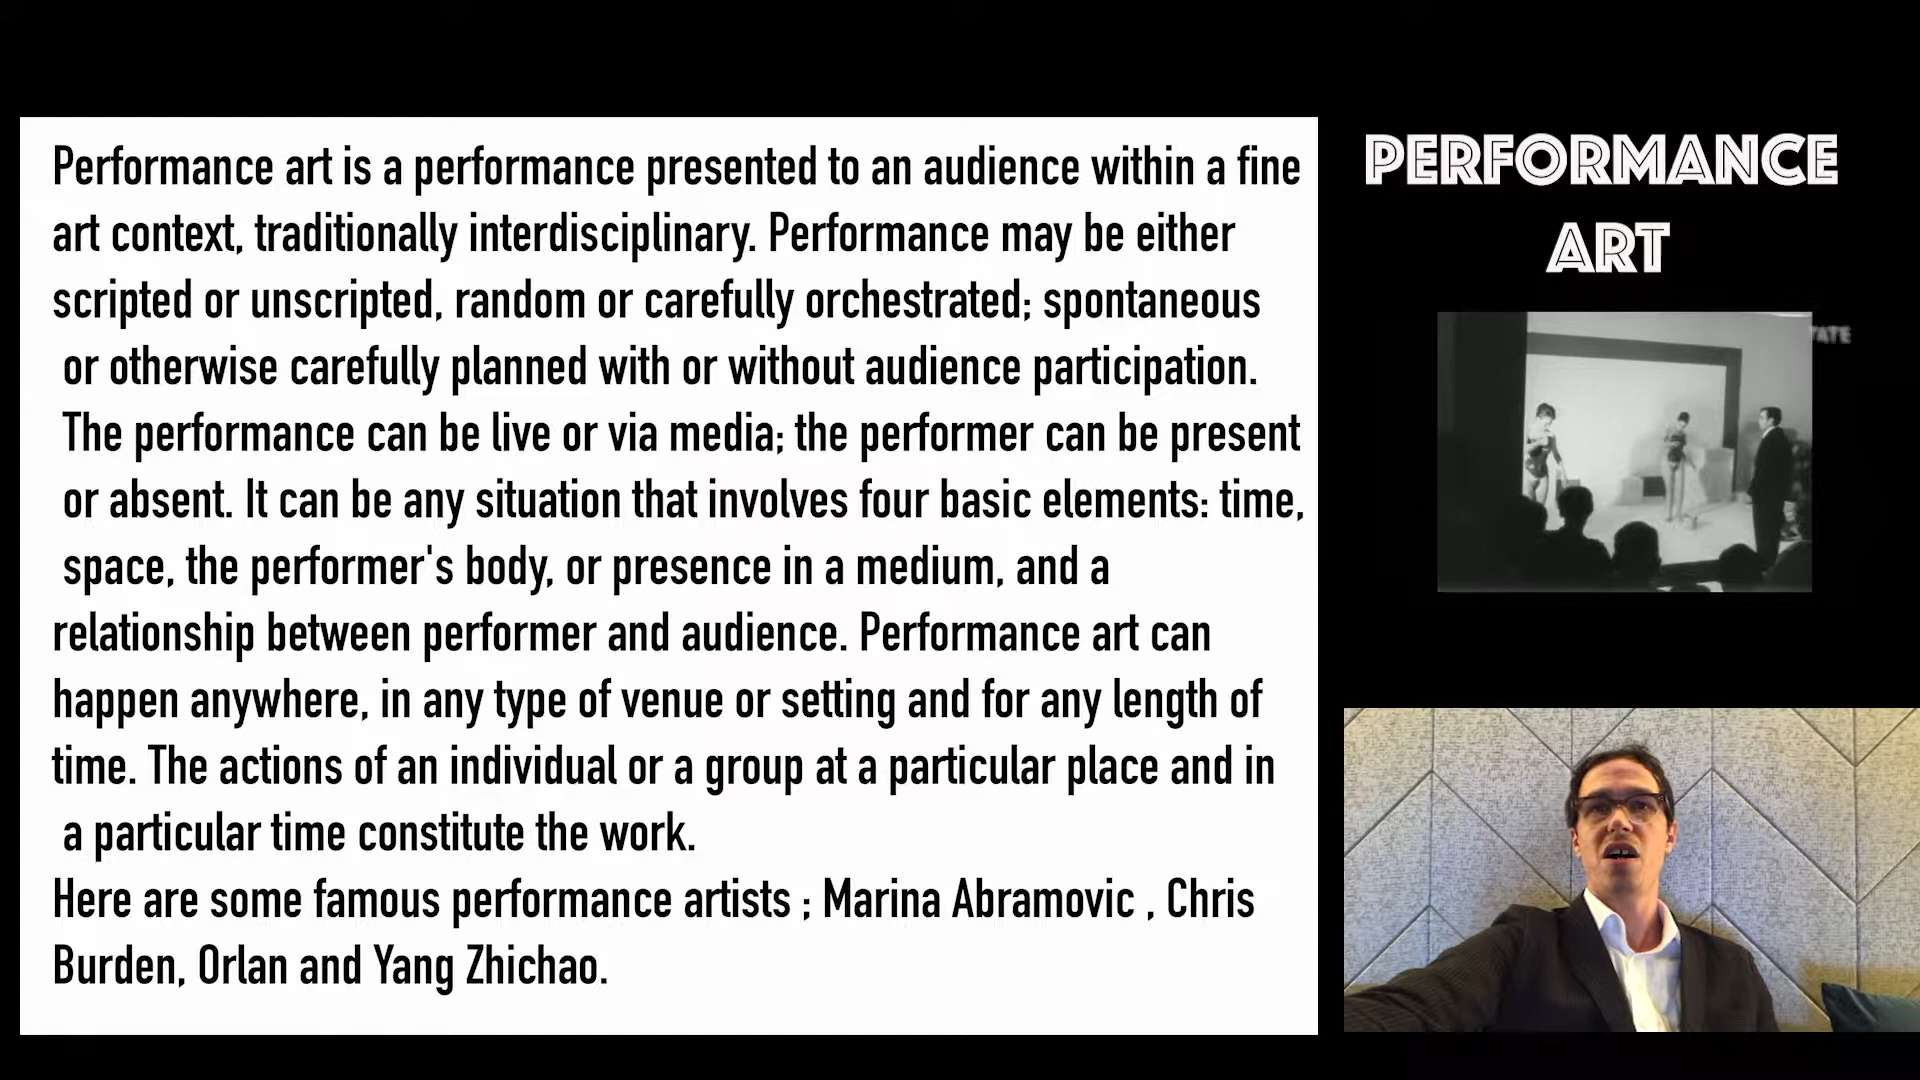 Performance art is a performance presented to an audience within a fine
art context, traditionally interdisciplinary. Performance may be either
scripted or unscripted, random or carefully orchestrated; spontaneous
or otherwise carefully planned with or without audience participation.
The performance can be live or via media; the performer can be present
or absent. It can be any situation that involves four basic elements: time,
space, the performer's body, or presence in a medium, and a
relationship between performer and audience. Performance art can
happen anywhere, in any type of venue or setting and for any length of
time. The actions of an individual or a group at a particular place and in
a particular time constitute the work.
Here are some famous performance artists ; Marina Abramovic , Chris
Burden, Orlan and Yang Zhichao.
PERFORMANCE
ART
TATE